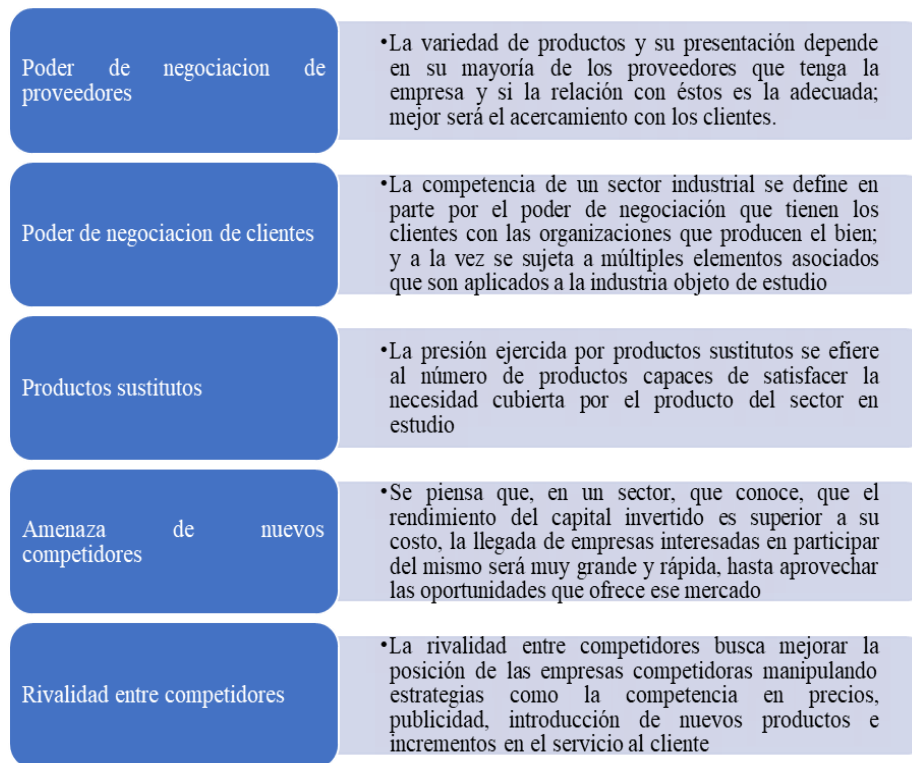 Poder de negociacion de
proveedores
•La variedad de productos y su presentación depende
en su mayoría de los proveedores que tenga la
empresa y si la relación con éstos es la adecuada;
mejor será el acercamiento con los clientes.
Poder de negociacion de clientes
•La competencia de un sector industrial se define en
parte por el poder de negociación que tienen los
clientes con las organizaciones que producen el bien;
y a la vez se sujeta a múltiples elementos asociados
que son aplicados a la industria objeto de estudio
Productos sustitutos
•La presión ejercida por productos sustitutos se efiere
al número de productos capaces de satisfacer la
necesidad cubierta por el producto del sector en
estudio
Amenaza de nuevos
competidores
•Se piensa que, en un sector, que conoce, que el
rendimiento del capital invertido es superior a su
costo, la llegada de empresas interesadas en participar
del mismo será muy grande y rápida, hasta aprovechar
las oportunidades que ofrece ese mercado
Rivalidad entre competidores
•La rivalidad entre competidores busca mejorar la
posición de las empresas competidoras manipulando
estrategias como la competencia en precios,
publicidad, introducción de nuevos productos e
incrementos en el servicio al cliente